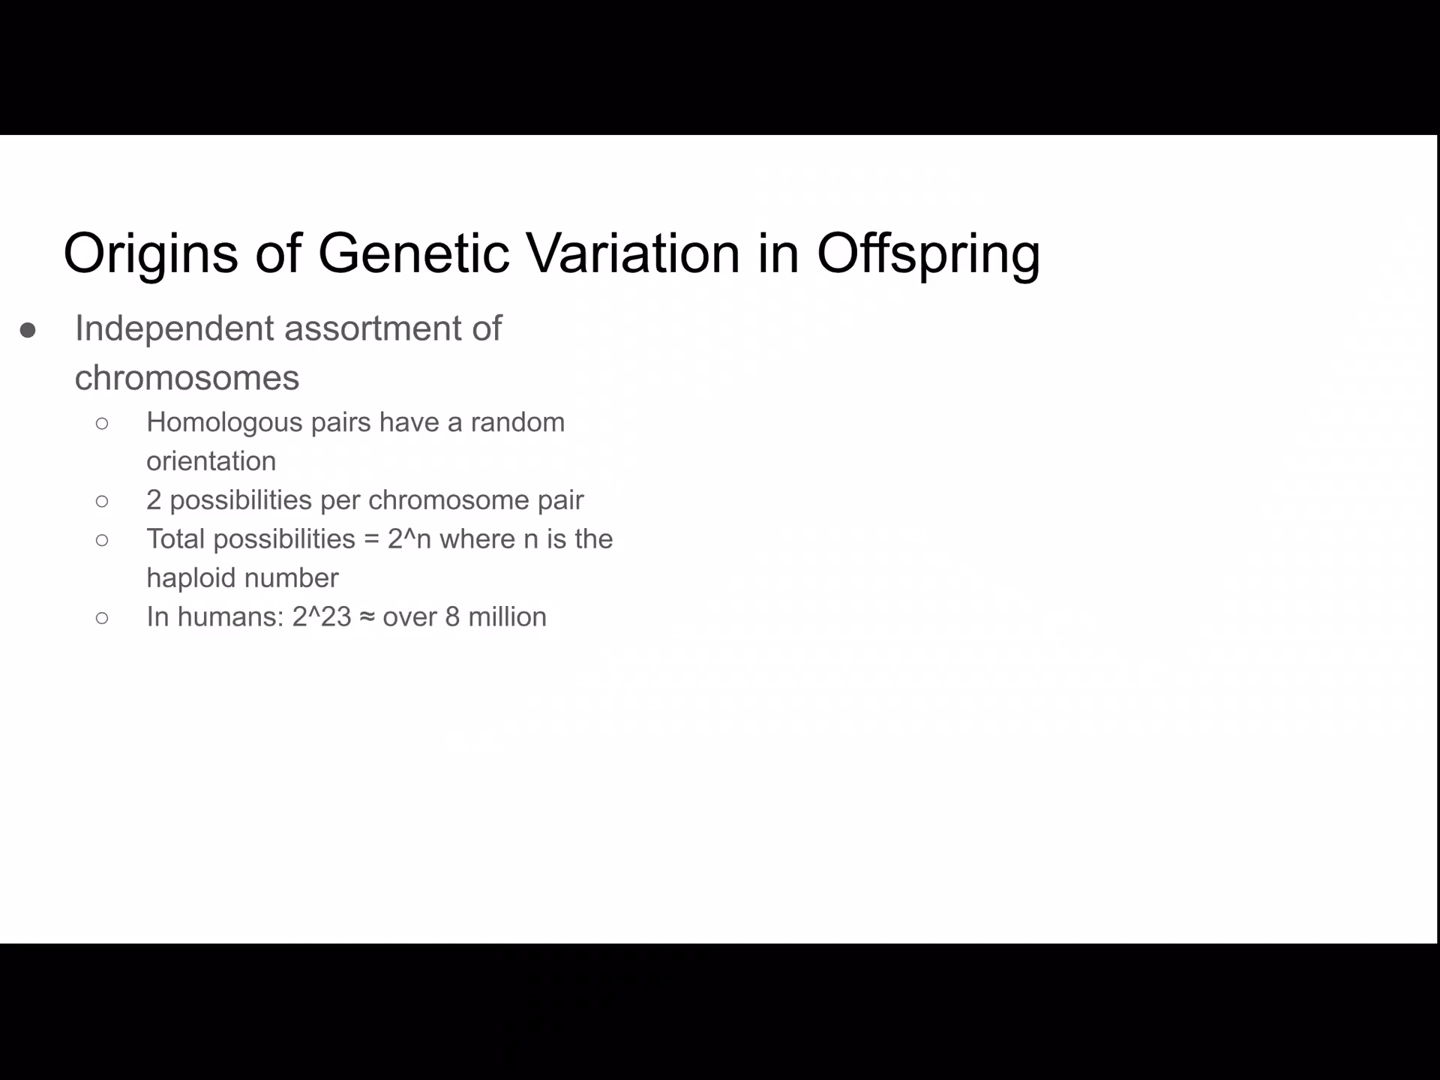 Origins of Genetic Variation in Offspring
● Independent assortment of
chromosomes
○ Homologous pairs have a random
orientation
○ 2 possibilities per chromosome pair
○ Total possibilities = 2^n where n is the
haploid number
○ In humans: 2^23 ≈ over 8 million